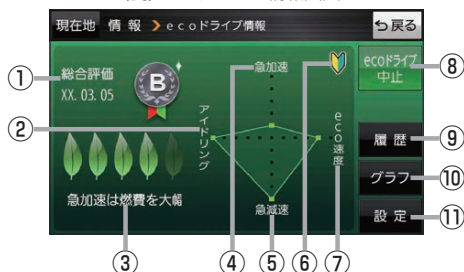 現在地 情報 ❯ ecoドライブ情報
戻る
① 総合評価
XX. 03. 05
B
④ 急加速
⑥
ecoドライブ
中止 ⑧
② アイドリング
eco速度
履歴 ⑨
グラフ ⑩
急加速は燃費を大幅
急減速
設定 ⑪
③ ⑤ ⑦